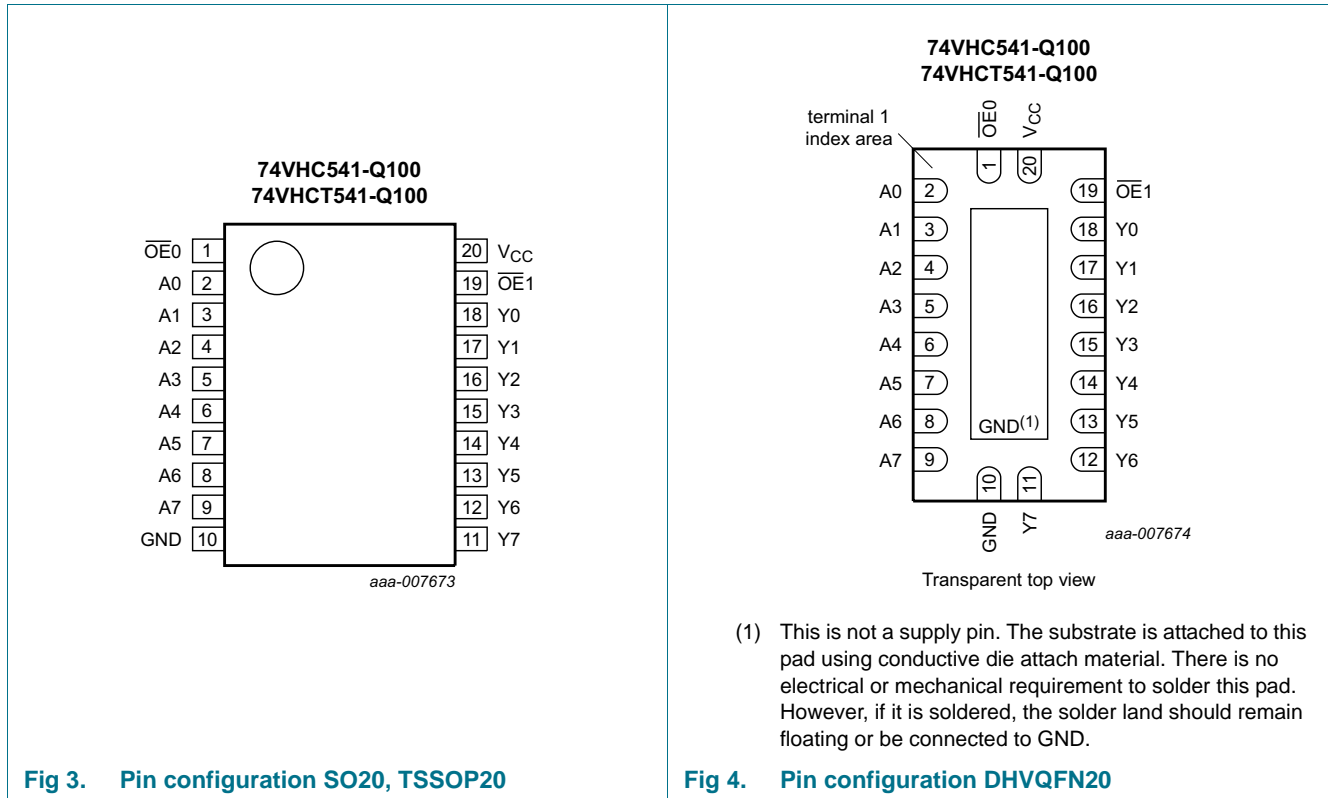 74VHC541-Q100
74VHCT541-Q100
OE0 1
A0 2
A1 3
A2 4
A3 5
A4 6
A5 7
A6 8
A7 9
GND 10
20 VCC
19 OE1
18 Y0
17 Y1
16 Y2
15 Y3
14 Y4
13 Y5
12 Y6
11 Y7
aaa-007673
Fig 3. Pin configuration SO20, TSSOP20
74VHC541-Q100
74VHCT541-Q100
terminal 1
index area
OE0
VCC
1
20
A0 2
A1 3
A2 4
A3 5
A4 6
A5 7
A6 8
A7 9
19 OE1
18 Y0
17 Y1
16 Y2
15 Y3
14 Y4
13 Y5
12 Y6
GND(1)
10
11
GND
Y7
aaa-007674
Transparent top view
(1) This is not a supply pin. The substrate is attached to this
pad using conductive die attach material. There is no
electrical or mechanical requirement to solder this pad.
However, if it is soldered, the solder land should remain
floating or be connected to GND.
Fig 4. Pin configuration DHVQFN20